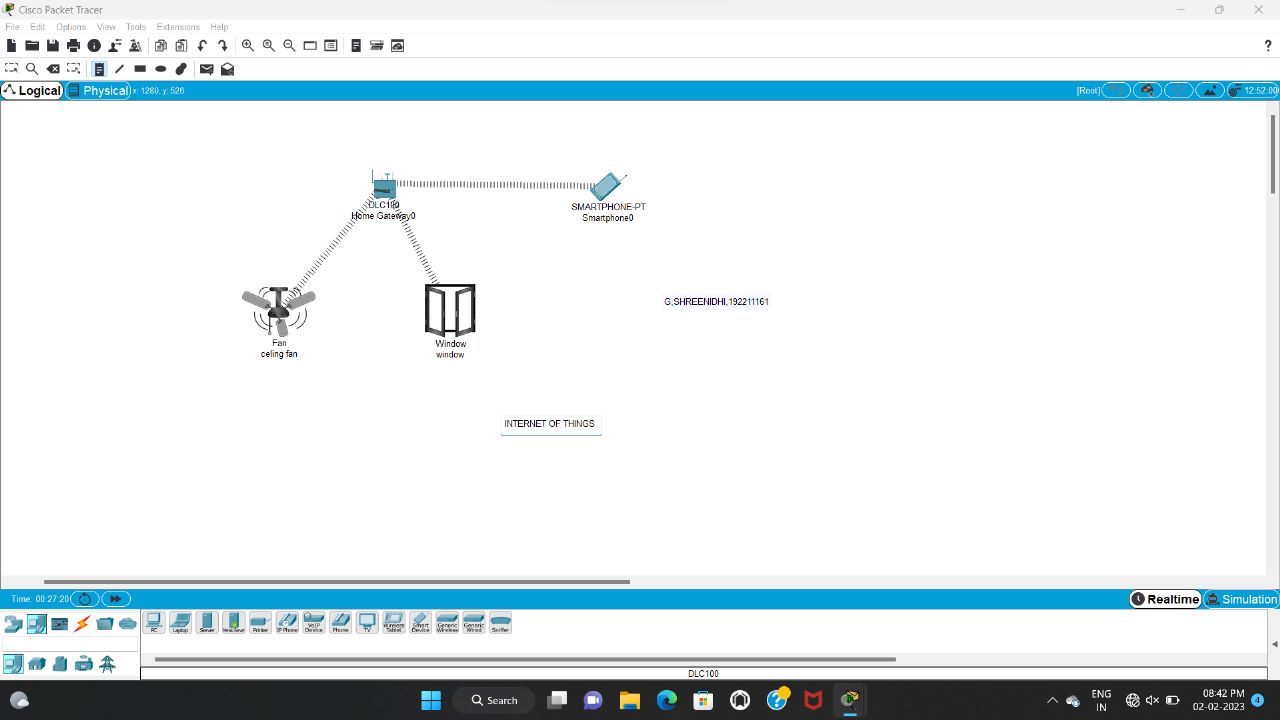 Cisco Packet Tracer
File Edit Options View Tools Extensions Help
?
Logical Physical x: 1280, y: 526 [Root] 12:52:00
DLC100
Home Gateway0
SMARTPHONE-PT
Smartphone0
G,SHREENIDHI,192211161
Fan
celing fan
Window
window
INTERNET OF THINGS
Time: 00:27:20 Realtime Simulation
PC Laptop Server Printer IP Phone VoIP Device Phone TV Wireless Tablet Smart Device Generic Wireless Generic Wired Sniffer
DLC100
Search
ENG
IN
08:42 PM
02-02-2023
4